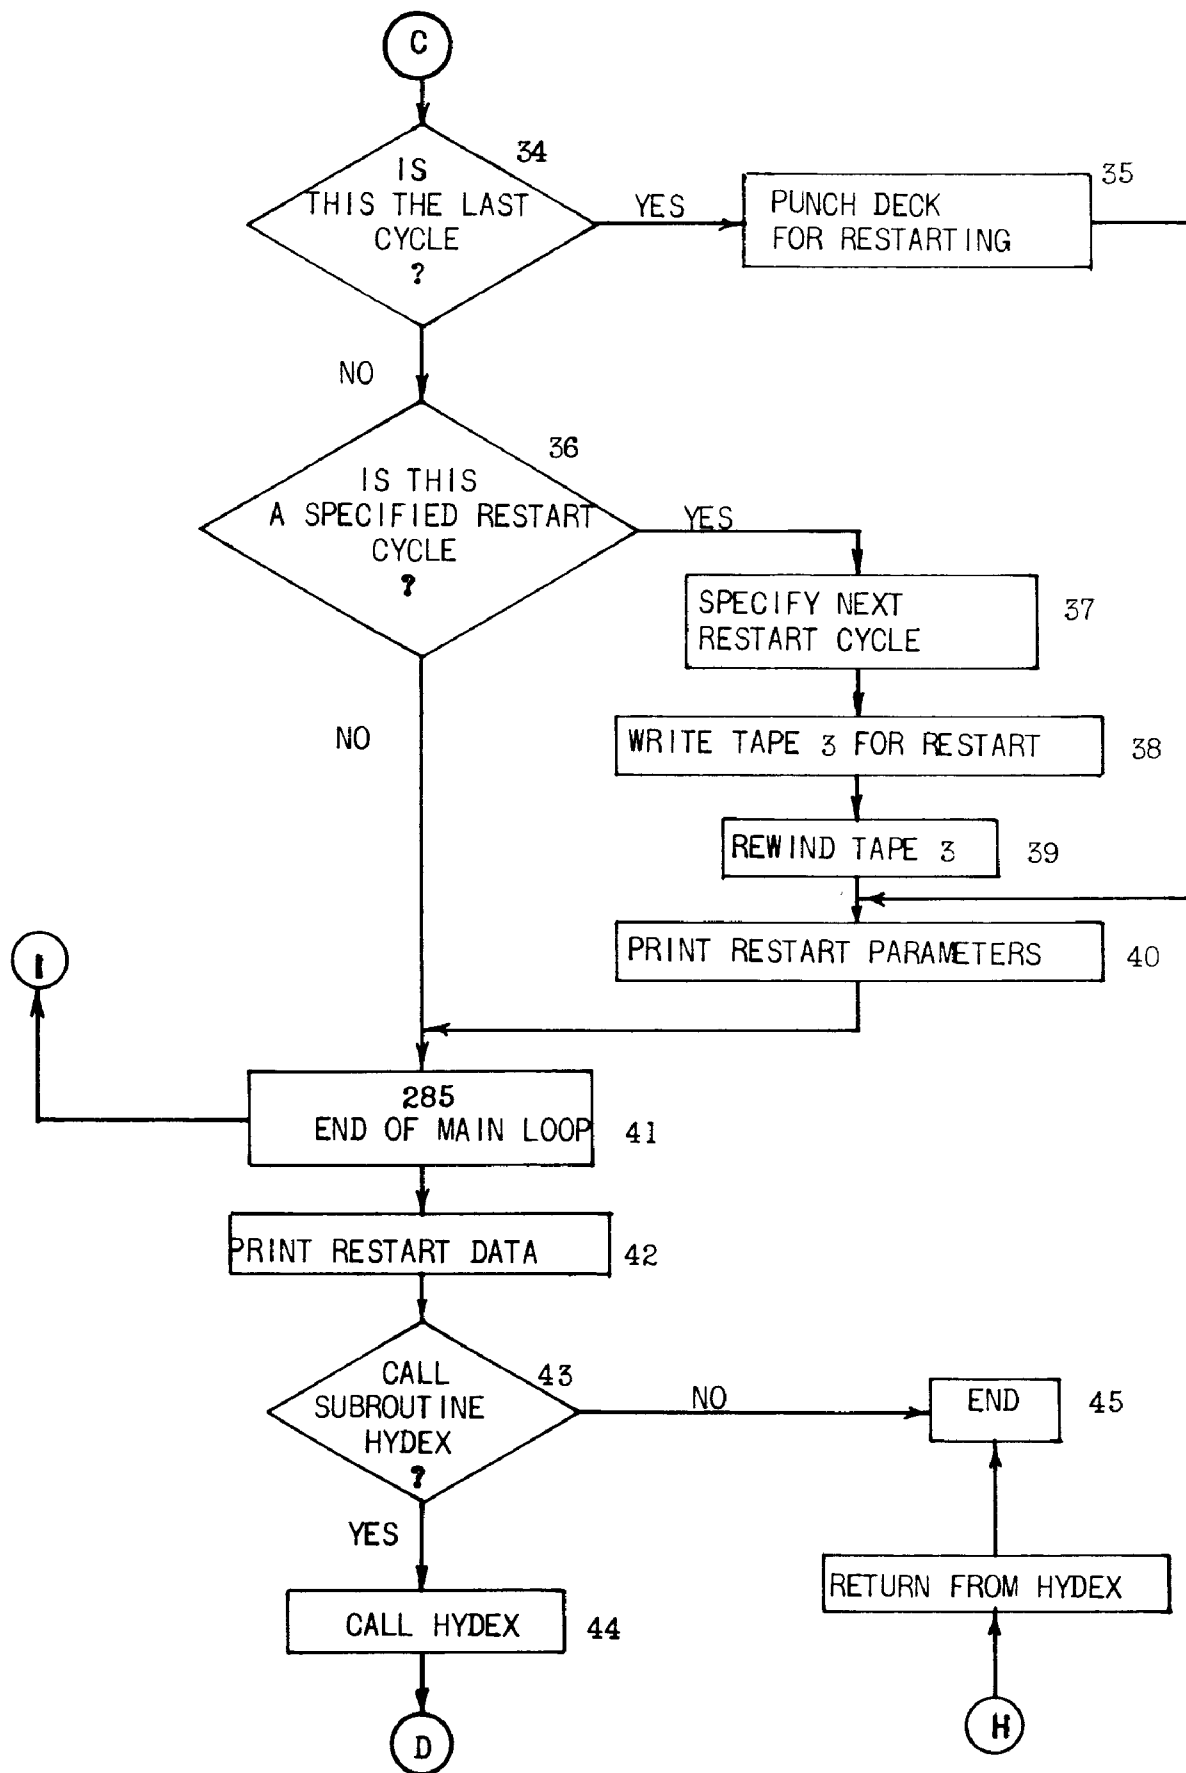 C
34
IS
THIS THE LAST
CYCLE
?
YES
35
PUNCH DECK
FOR RESTARTING
NO
36
IS THIS
A SPECIFIED RESTART
CYCLE
?
YES
SPECIFY NEXT
RESTART CYCLE
37
NO
WRITE TAPE 3 FOR RESTART
38
REWIND TAPE 3
39
PRINT RESTART PARAMETERS
40
I
285
END OF MAIN LOOP
41
PRINT RESTART DATA
42
CALL
SUBROUTINE
HYDEX
?
43
NO
END
45
YES
RETURN FROM HYDEX
CALL HYDEX
44
H
D